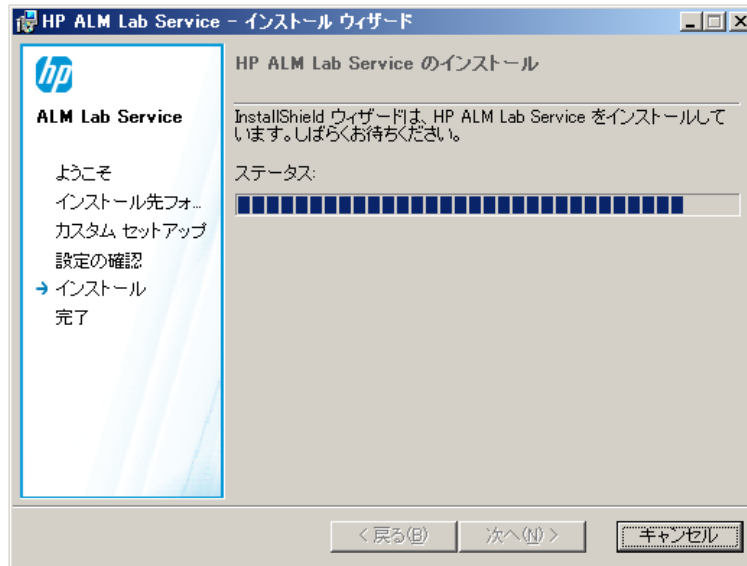 HP ALM Lab Service - インストール ウィザード
hp
ALM Lab Service
ようこそ
インストール先フォ...
カスタム セットアップ
設定の確認
インストール
完了
HP ALM Lab Service のインストール
InstallShield ウィザードは、HP ALM Lab Service をインストールして
います。しばらくお待ちください。
ステータス:
< 戻る(B)
次へ(N) >
キャンセル